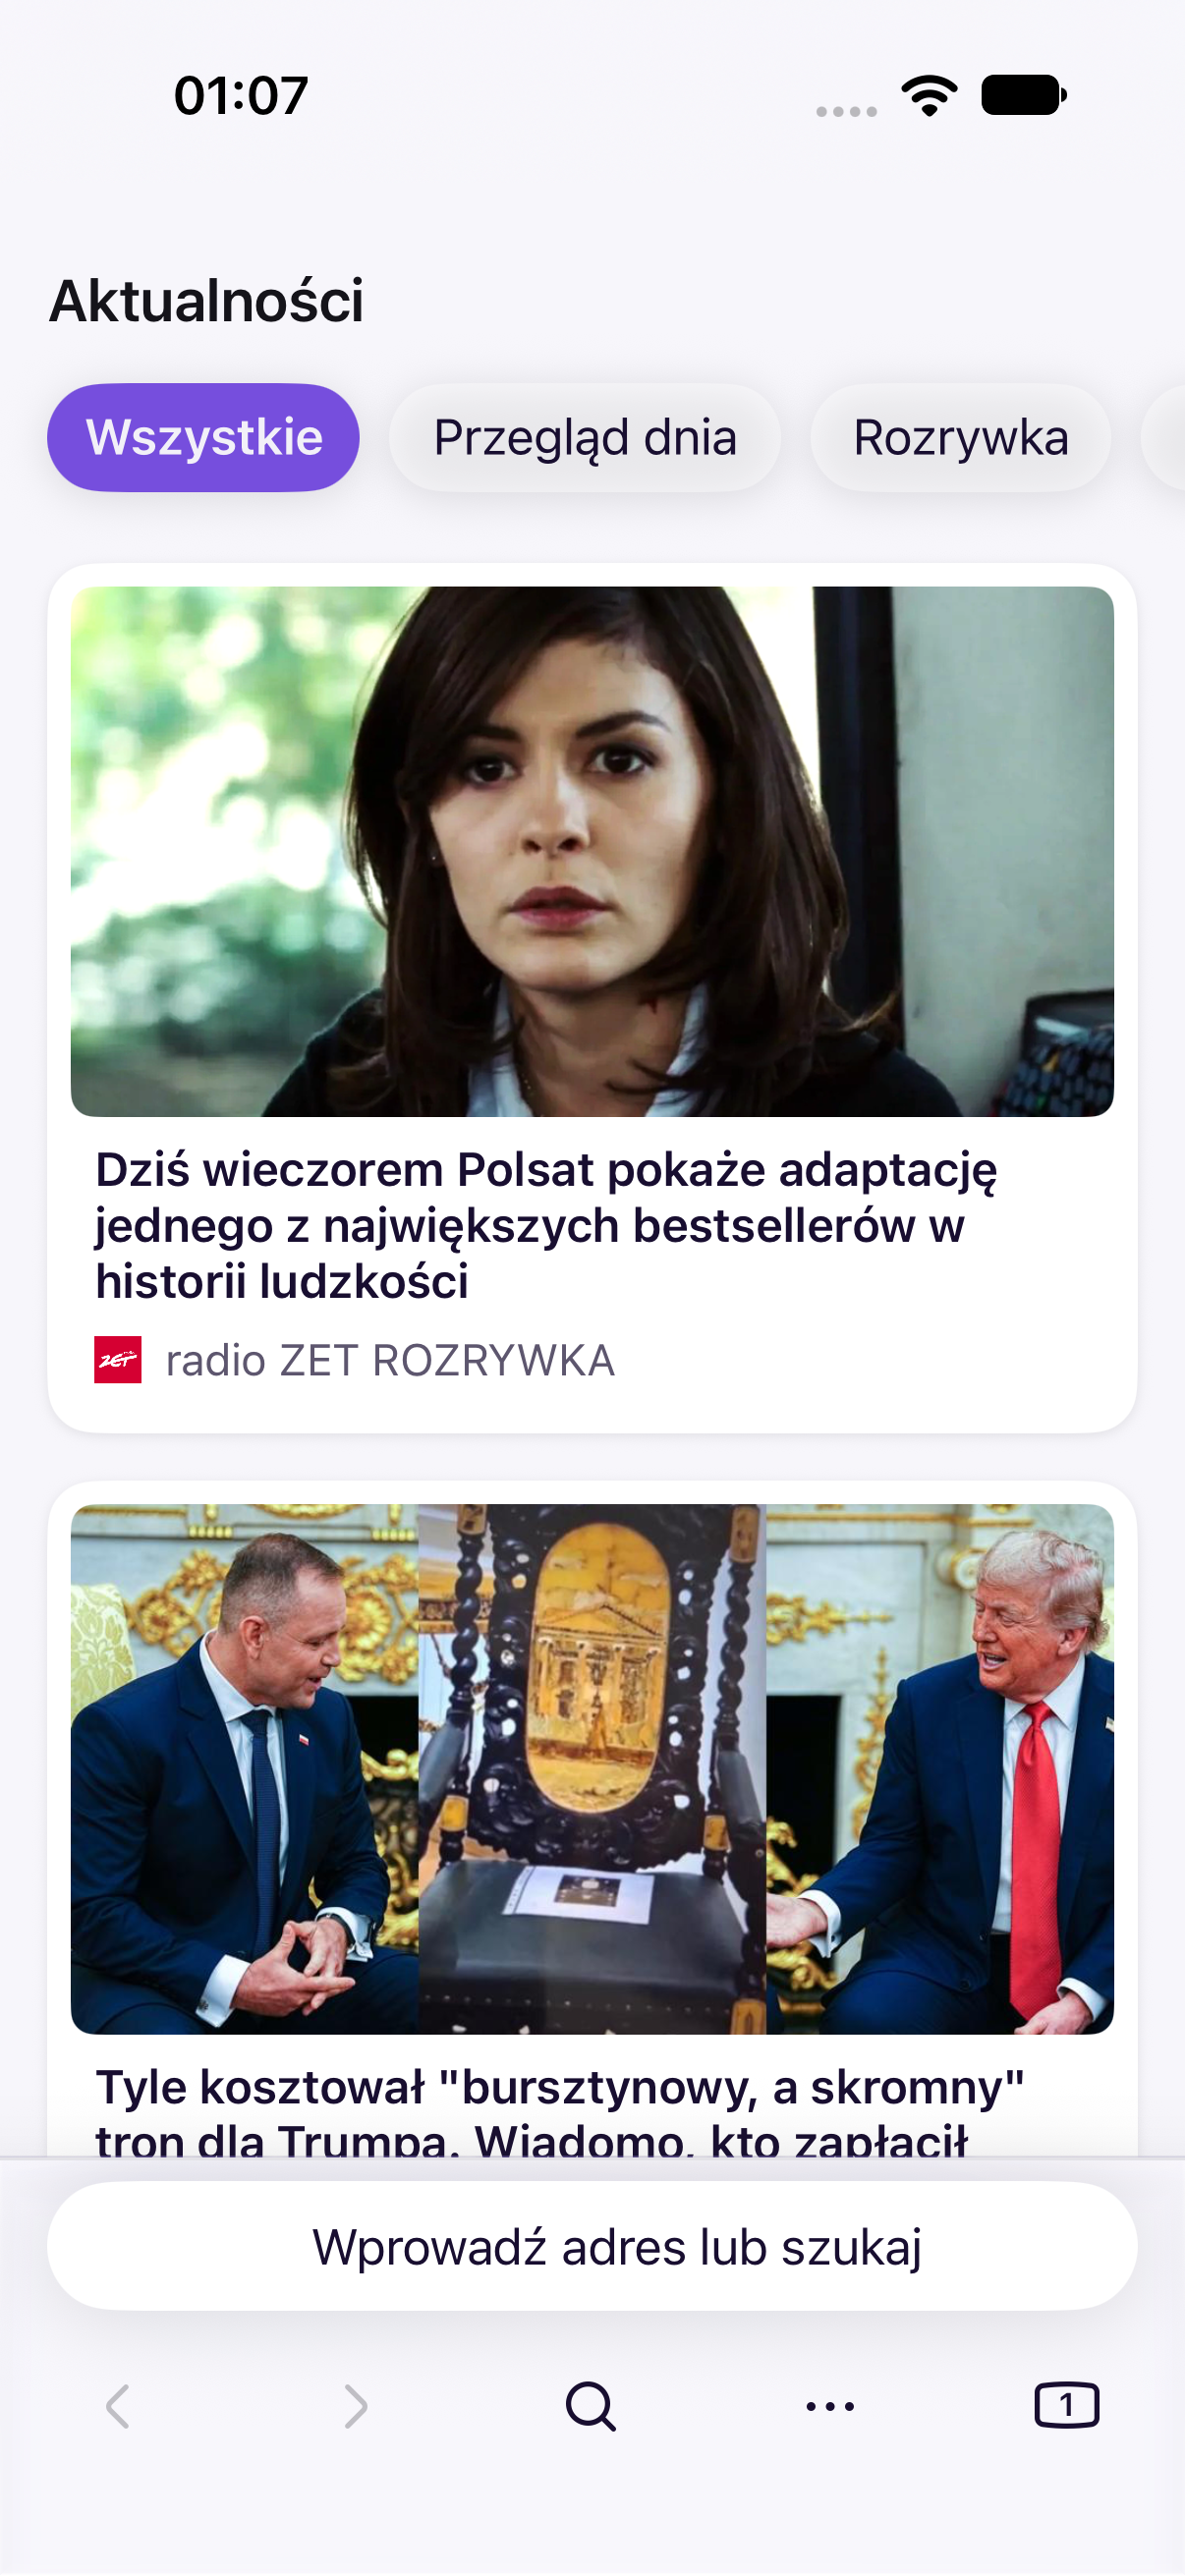 01:07
Aktualności
Wszystkie
Przegląd dnia
Rozrywka
Dziś wieczorem Polsat pokaże adaptację
jednego z największych bestsellerów w
historii ludzkości
ZET
radio ZET ROZRYWKA
Tyle kosztował "bursztynowy, a skromny"
tron dla Trumpa. Wiadomo, kto zapłacił
Wprowadź adres lub szukaj
1